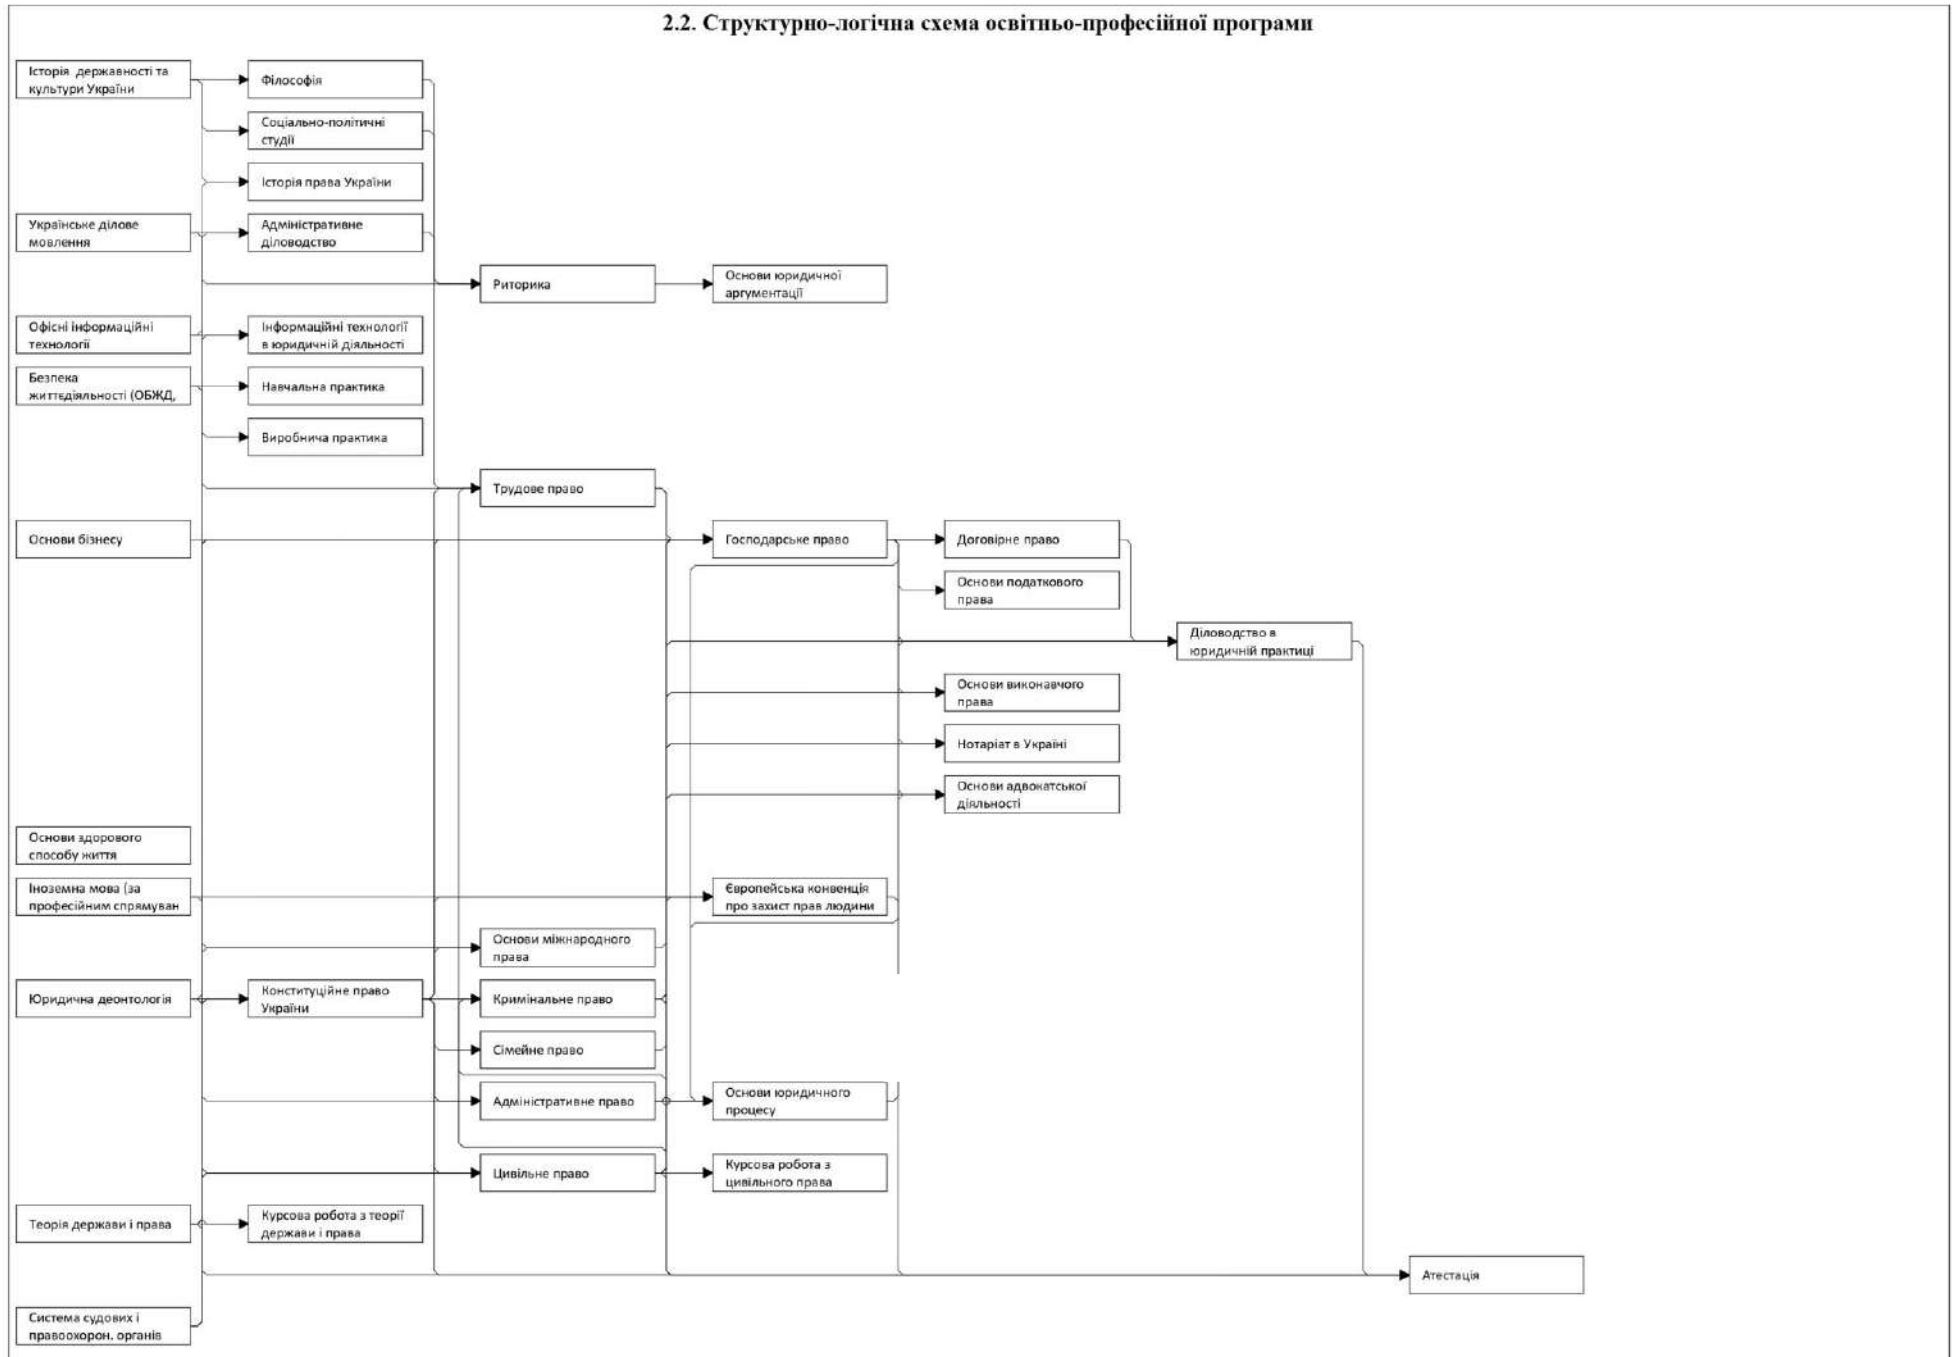 2.2. Структурно-логічна схема освітньо-професійної програми
Історія державності та
культури України
Філософія
Соціально-політичні
студії
Історія права України
Українське ділове
мовлення
Адміністративне
діловодство
Риторика
Основи юридичної
аргументації
Офісні інформаційні
технології
Інформаційні технології
в юридичній діяльності
Безпека
життєдіяльності (ОБЖД,
Навчальна практика
Виробнича практика
Трудове право
Основи бізнесу
Господарське право
Договірне право
Основи податкового
права
Діловодство в
юридичній практиці
Основи виконавчого
права
Нотаріат в Україні
Основи адвокатської
діяльності
Основи здорового
способу життя
Іноземна мова (за
професійним спрямуван
Європейська конвенція
про захист прав людини
Основи міжнародного
права
Юридична деонтологія
Конституційне право
України
Кримінальне право
Сімейне право
Адміністративне право
Основи юридичного
процесу
Цивільне право
Курсова робота з
цивільного права
Теорія держави і права
Курсова робота з теорії
держави і права
Атестація
Система судових і
правоохорон. органів